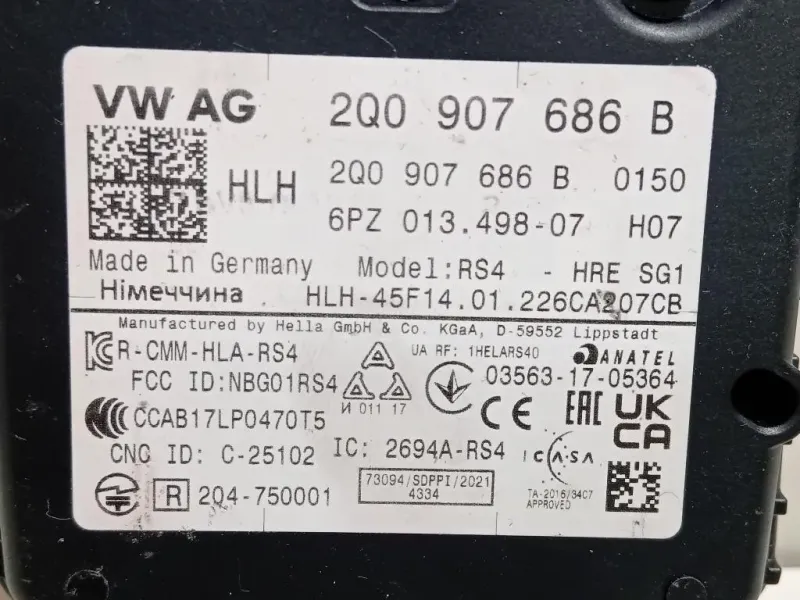 VW AG 2Q0 907 686 B
HLH 2Q0 907 686 B 0150
6PZ 013.498-07 H07
Made in Germany Model:RS4 - HRE SG1
Німеччина HLH-45F14.01.226CA207CB
Manufactured by Hella GmbH & Co. KGaA, D-59552 Lippstadt
R-CMM-HLA-RS4 UA RF: 1HELARS40 ANATEL
FCC ID:NBG01RS4 03563-17-05364
И 011 17
CCAB17LP0470T5 CE EAC UK
CA
CNC ID: C-25102 IC: 2694A-RS4 ICASA
R 204-750001 73094/SDPPI/2021
4334
TA-2016/34C7
APPROVED